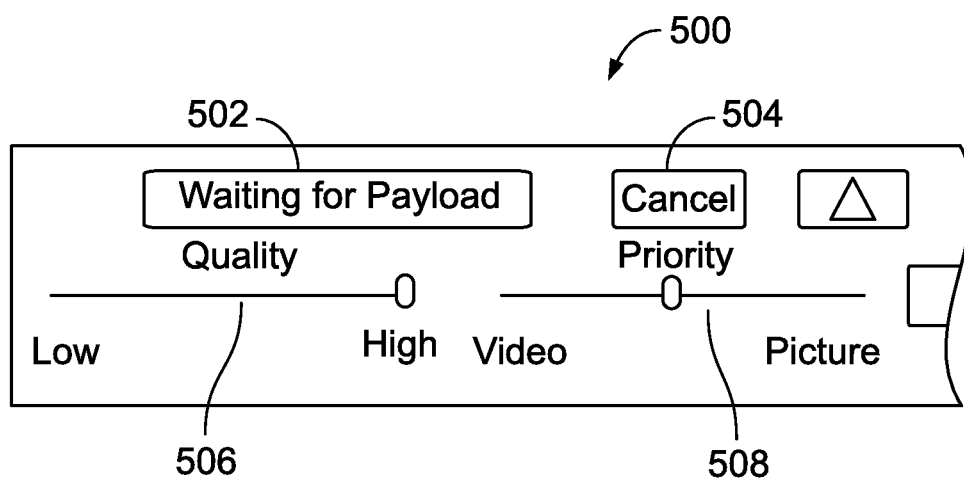 500
502
504
Waiting for Payload
Cancel
Quality
Priority
Low
High
Video
Picture
506
508